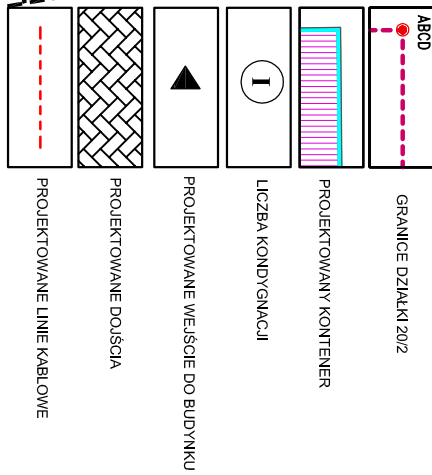 ABCD
GRANICE DZIAŁKI 20/2
PROJEKTOWANY KONTENER
I
LICZBA KONDYGNACJI
PROJEKTOWANE WEJŚCIE DO BUDYNKU
PROJEKTOWANE DOJŚCIA
PROJEKTOWANE LINIE KABLOWE